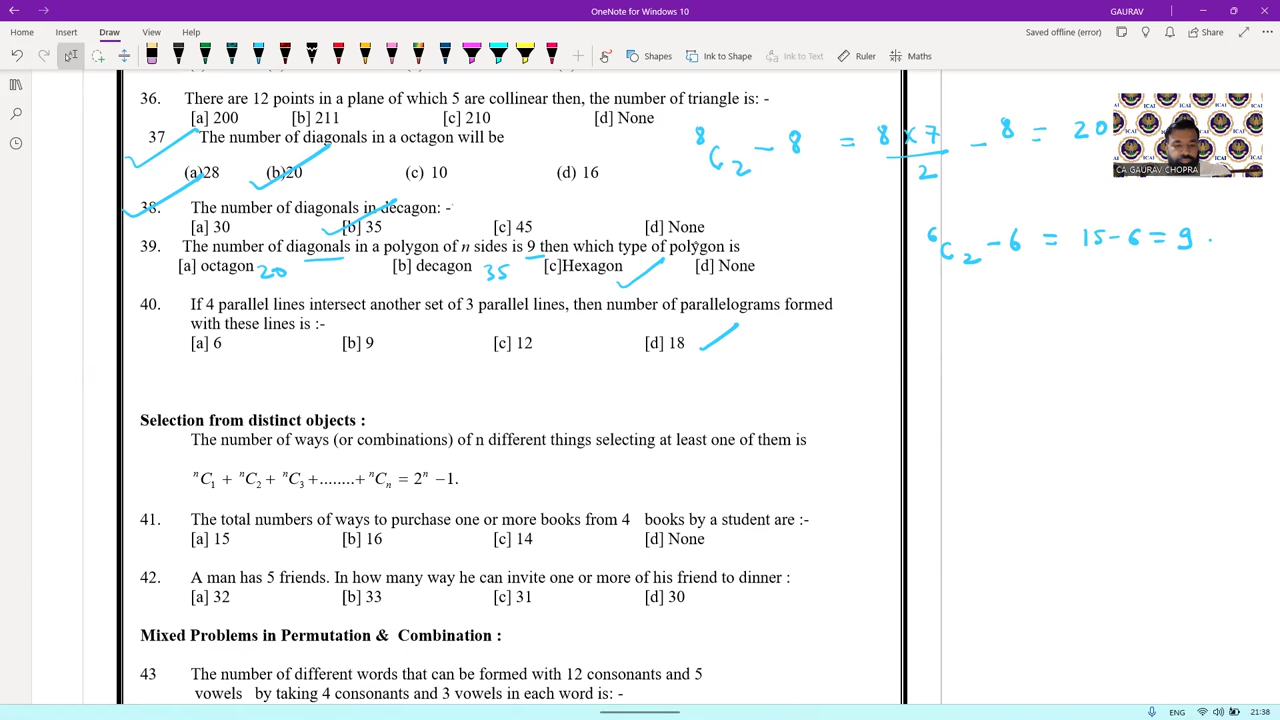 OneNote for Windows 10
GAURAV
Home Insert Draw View Help
Saved offline (error) Share
Shapes Ink to Shape Ink to Text Ruler Maths
36. There are 12 points in a plane of which 5 are collinear then, the number of triangle is: -
[a] 200 [b] 211 [c] 210 [d] None
37 The number of diagonals in a octagon will be
(a)28 (b)20 (c) 10 (d) 16
⁸C₂ - 8 = 8 × 7 / 2 - 8 = 20
ICAI
CA GAURAV CHOPRA
38. The number of diagonals in decagon: -
[a] 30 [b] 35 [c] 45 [d] None
39. The number of diagonals in a polygon of n sides is 9 then which type of polygon is
[a] octagon 20 [b] decagon 35 [c]Hexagon [d] None
⁶C₂ - 6 = 15 - 6 = 9.
40. If 4 parallel lines intersect another set of 3 parallel lines, then number of parallelograms formed
with these lines is :-
[a] 6 [b] 9 [c] 12 [d] 18
Selection from distinct objects :
The number of ways (or combinations) of n different things selecting at least one of them is
ⁿC₁ + ⁿC₂ + ⁿC₃ +........+ ⁿCₙ = 2ⁿ −1.
41. The total numbers of ways to purchase one or more books from 4 books by a student are :-
[a] 15 [b] 16 [c] 14 [d] None
42. A man has 5 friends. In how many way he can invite one or more of his friend to dinner :
[a] 32 [b] 33 [c] 31 [d] 30
Mixed Problems in Permutation & Combination :
43 The number of different words that can be formed with 12 consonants and 5
vowels by taking 4 consonants and 3 vowels in each word is: -
ENG 21:38